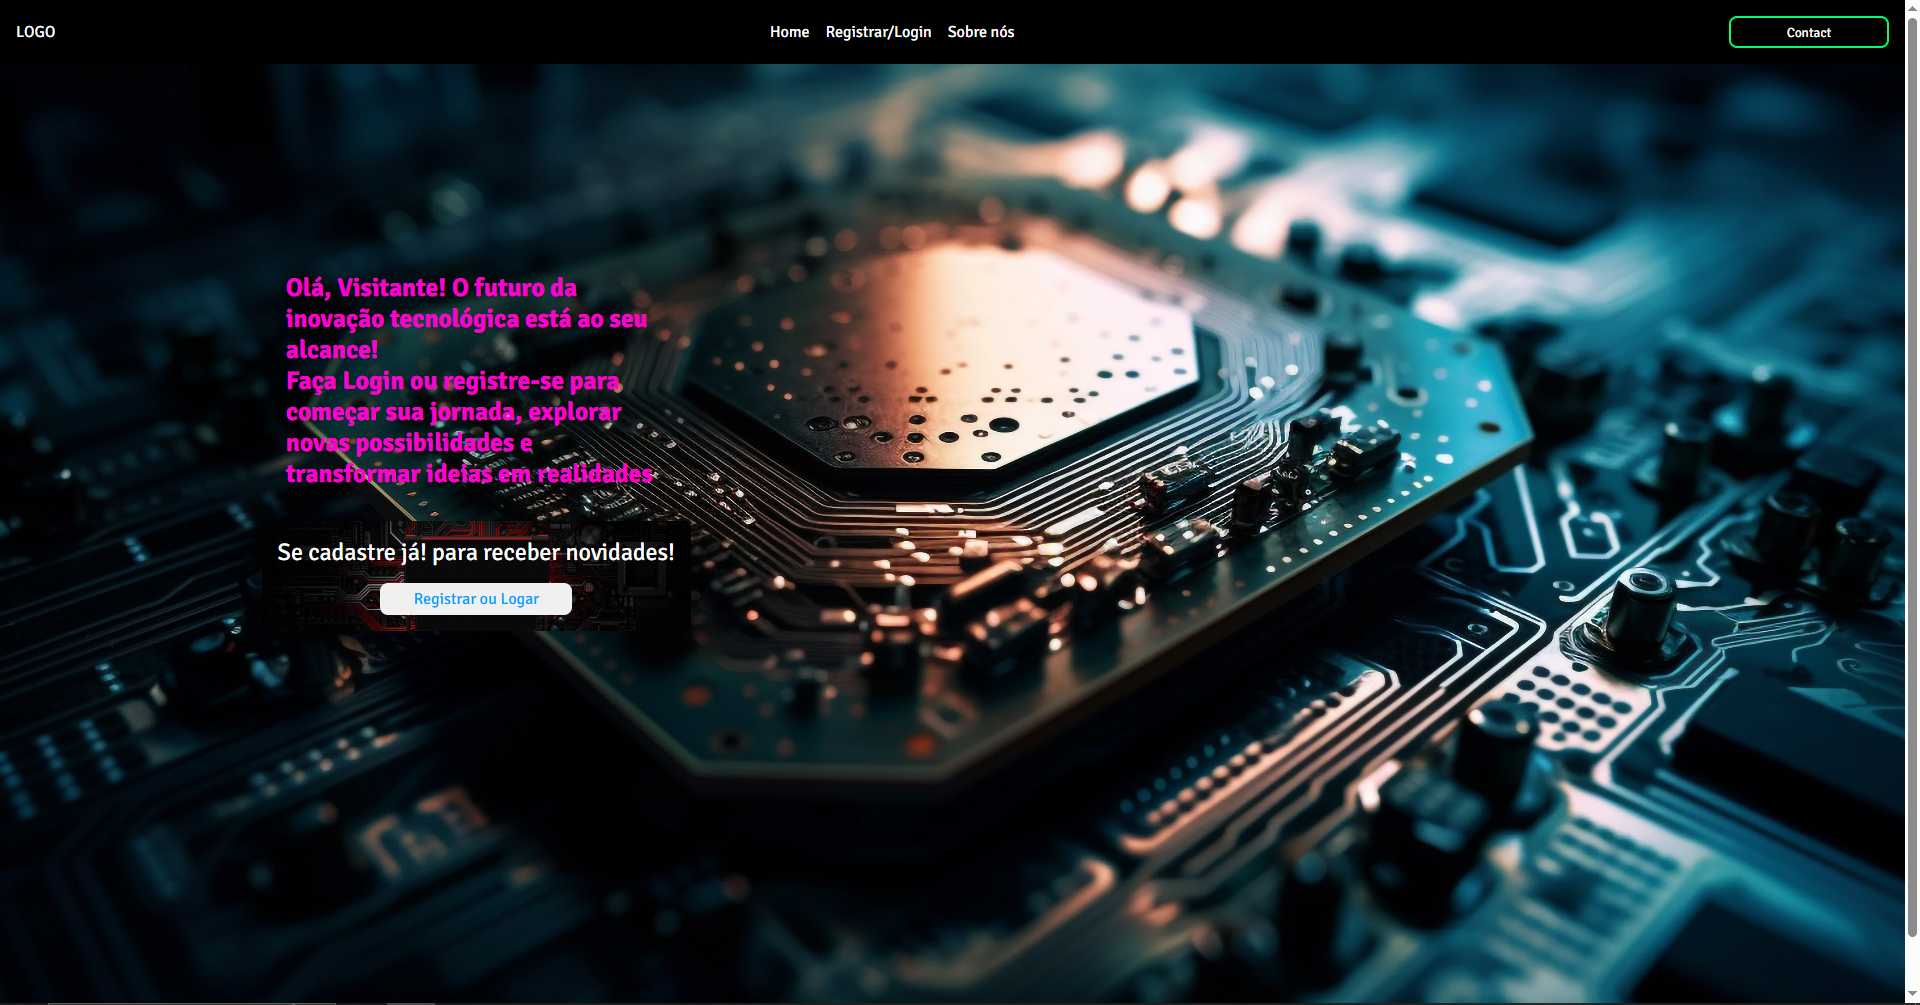 LOGO
Home Registrar/Login Sobre nós
Contact
Olá, Visitante! O futuro da
inovação tecnológica está ao seu
alcance!
Faça Login ou registre-se para
começar sua jornada, explorar
novas possibilidades e
transformar ideias em realidades
Se cadastre já! para receber novidades!
Registrar ou Logar